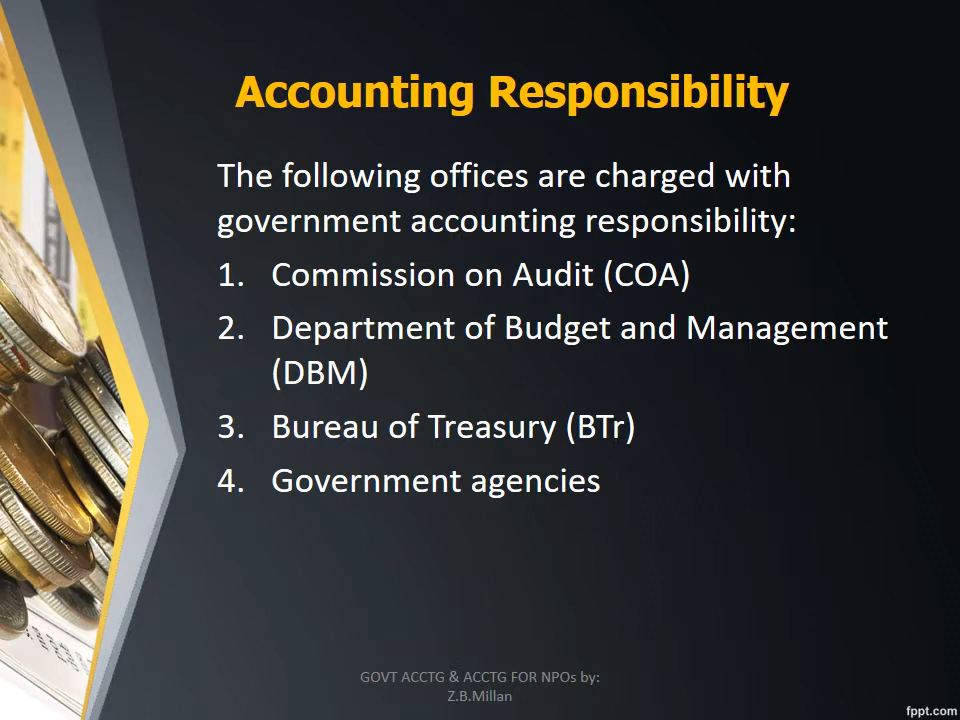 Accounting Responsibility
The following offices are charged with
government accounting responsibility:
1. Commission on Audit (COA)
2. Department of Budget and Management
(DBM)
3. Bureau of Treasury (BTr)
4. Government agencies
GOVT ACCTG & ACCTG FOR NPOs by:
Z.B.Millan
fppt.com